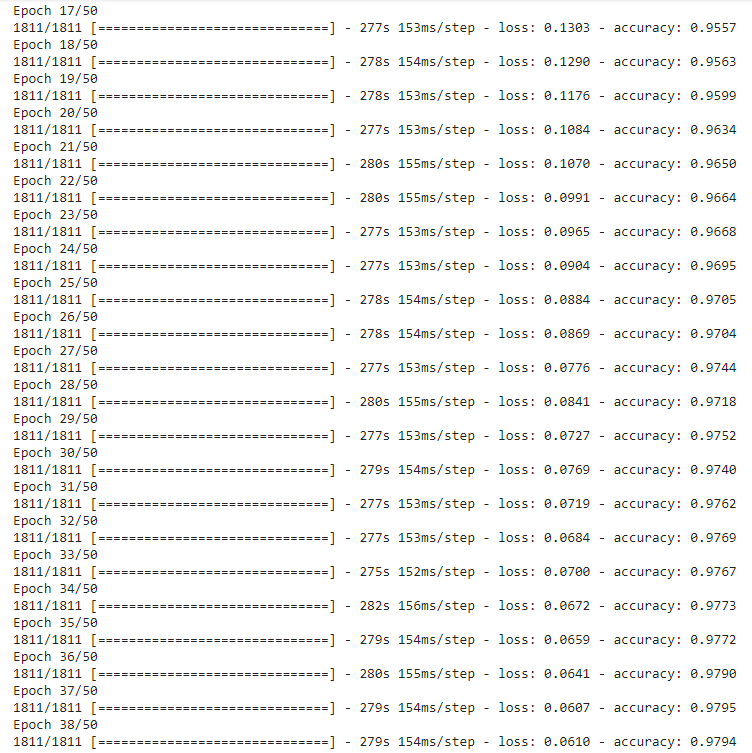 Epoch 17/50
1811/1811 [==============================] - 277s 153ms/step - loss: 0.1303 - accuracy: 0.9557
Epoch 18/50
1811/1811 [==============================] - 278s 154ms/step - loss: 0.1290 - accuracy: 0.9563
Epoch 19/50
1811/1811 [==============================] - 278s 153ms/step - loss: 0.1176 - accuracy: 0.9599
Epoch 20/50
1811/1811 [==============================] - 277s 153ms/step - loss: 0.1084 - accuracy: 0.9634
Epoch 21/50
1811/1811 [==============================] - 280s 155ms/step - loss: 0.1070 - accuracy: 0.9650
Epoch 22/50
1811/1811 [==============================] - 280s 155ms/step - loss: 0.0991 - accuracy: 0.9664
Epoch 23/50
1811/1811 [==============================] - 277s 153ms/step - loss: 0.0965 - accuracy: 0.9668
Epoch 24/50
1811/1811 [==============================] - 277s 153ms/step - loss: 0.0904 - accuracy: 0.9695
Epoch 25/50
1811/1811 [==============================] - 278s 154ms/step - loss: 0.0884 - accuracy: 0.9705
Epoch 26/50
1811/1811 [==============================] - 278s 154ms/step - loss: 0.0869 - accuracy: 0.9704
Epoch 27/50
1811/1811 [==============================] - 277s 153ms/step - loss: 0.0776 - accuracy: 0.9744
Epoch 28/50
1811/1811 [==============================] - 280s 155ms/step - loss: 0.0841 - accuracy: 0.9718
Epoch 29/50
1811/1811 [==============================] - 277s 153ms/step - loss: 0.0727 - accuracy: 0.9752
Epoch 30/50
1811/1811 [==============================] - 279s 154ms/step - loss: 0.0769 - accuracy: 0.9740
Epoch 31/50
1811/1811 [==============================] - 277s 153ms/step - loss: 0.0719 - accuracy: 0.9762
Epoch 32/50
1811/1811 [==============================] - 277s 153ms/step - loss: 0.0684 - accuracy: 0.9769
Epoch 33/50
1811/1811 [==============================] - 275s 152ms/step - loss: 0.0700 - accuracy: 0.9767
Epoch 34/50
1811/1811 [==============================] - 282s 156ms/step - loss: 0.0672 - accuracy: 0.9773
Epoch 35/50
1811/1811 [==============================] - 279s 154ms/step - loss: 0.0659 - accuracy: 0.9772
Epoch 36/50
1811/1811 [==============================] - 280s 155ms/step - loss: 0.0641 - accuracy: 0.9790
Epoch 37/50
1811/1811 [==============================] - 279s 154ms/step - loss: 0.0607 - accuracy: 0.9795
Epoch 38/50
1811/1811 [==============================] - 279s 154ms/step - loss: 0.0610 - accuracy: 0.9794